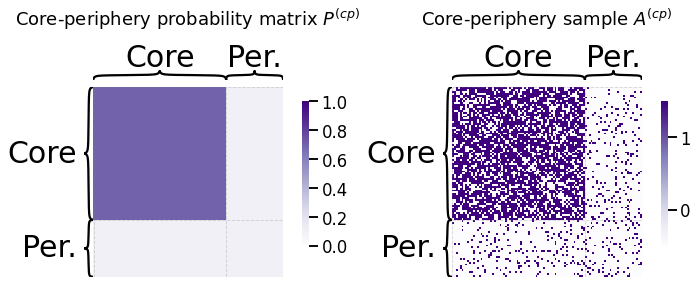 Core-periphery probability matrix P^(cp)
Core Per.
Core
Per.
1.0
0.8
0.6
0.4
0.2
0.0
Core-periphery sample A^(cp)
Core Per.
Core
Per.
1
0